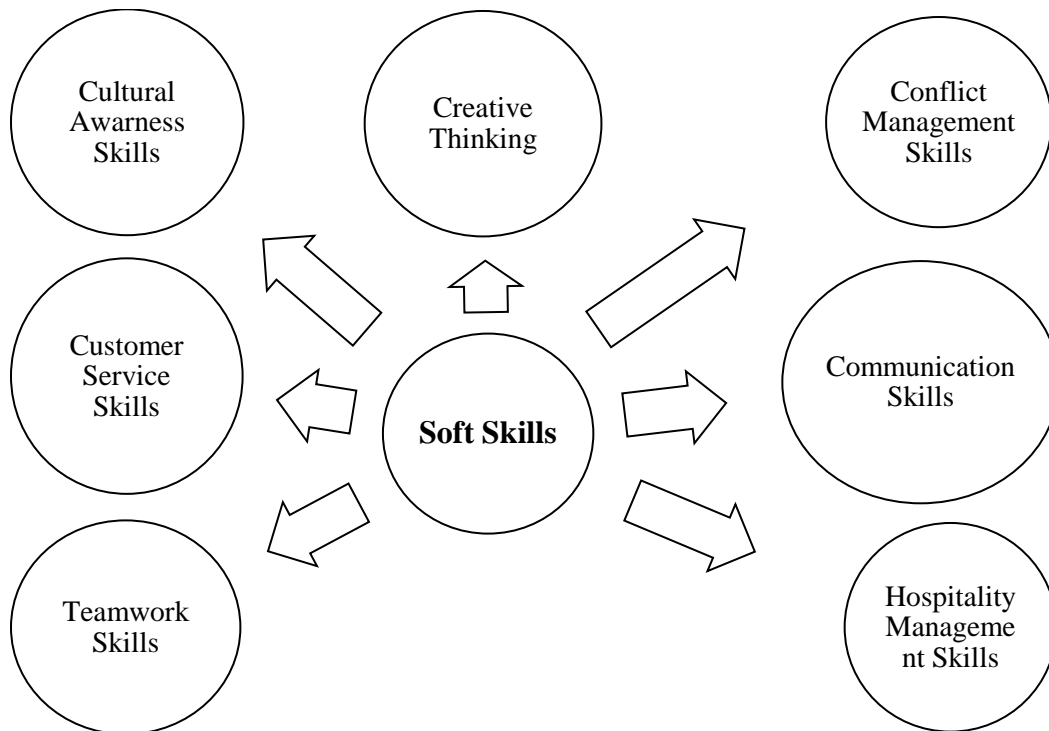 Cultural
Awarness
Skills
Creative
Thinking
Conflict
Management
Skills
Customer
Service
Skills
Communication
Skills
Soft Skills
Teamwork
Skills
Hospitality
Manageme
nt Skills